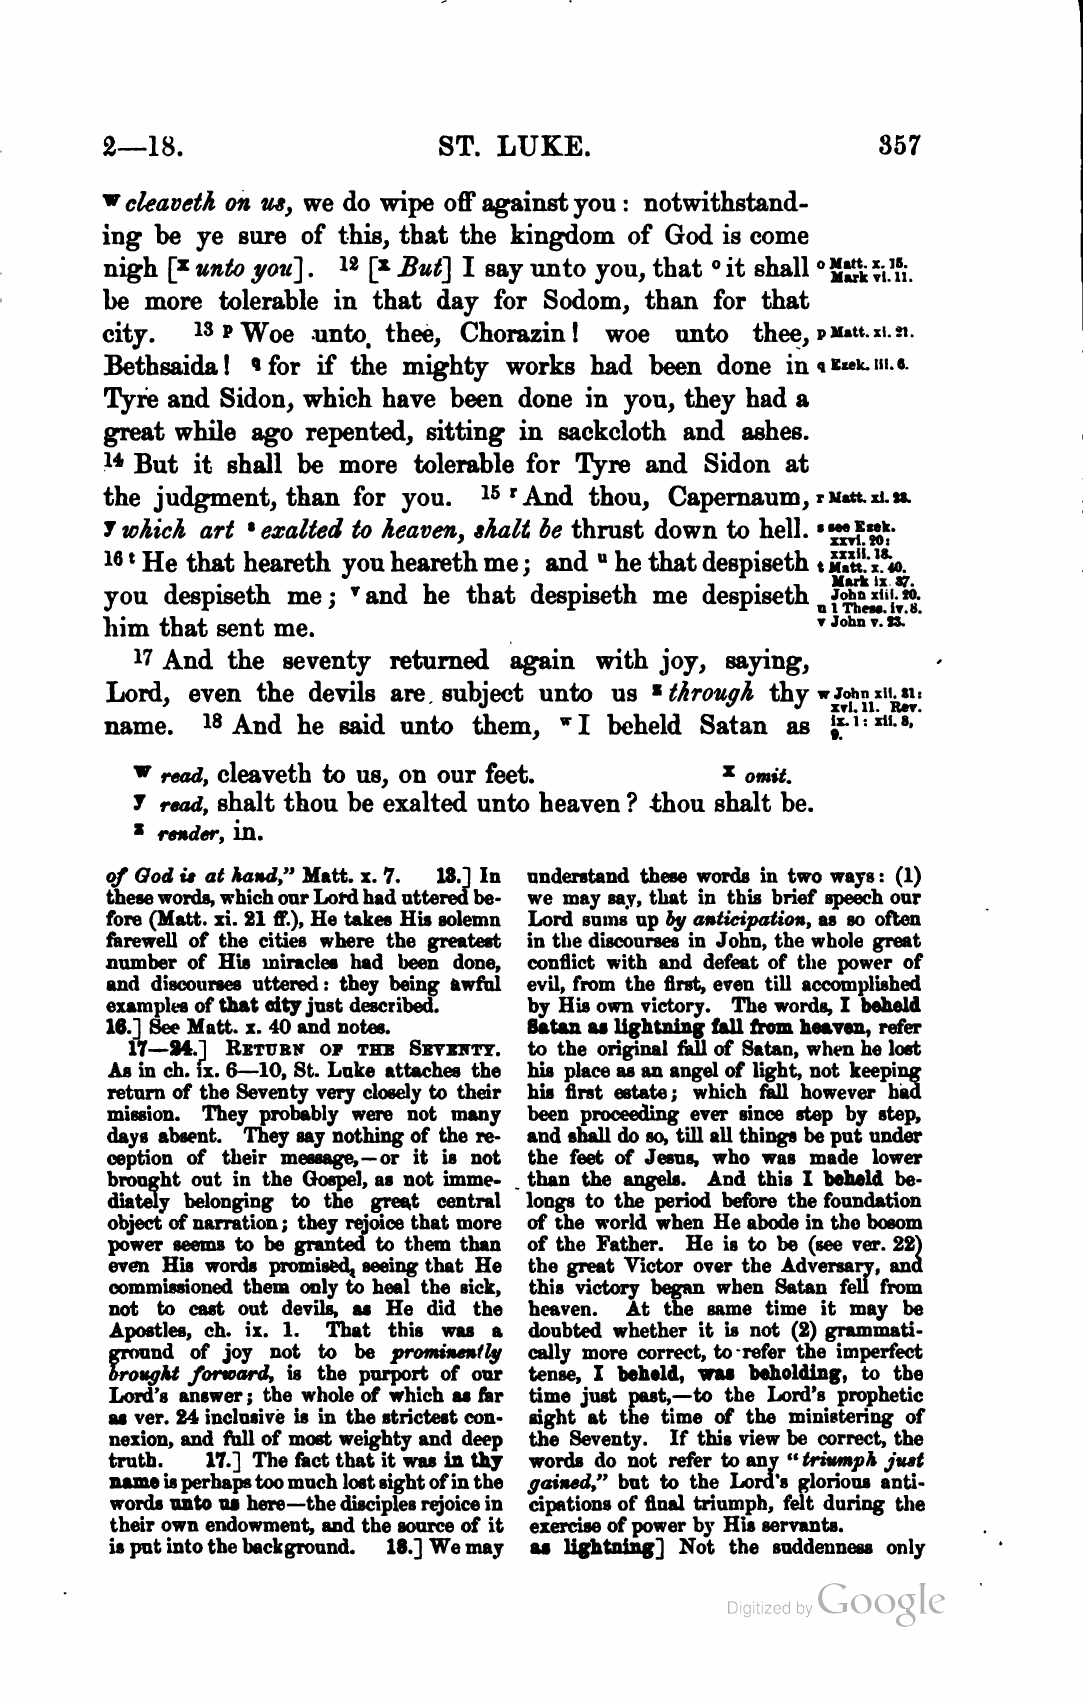 2—18. ST. LUKE. 357
w cleaveth on us, we do wipe off against you : notwithstand-
ing be ye sure of this, that the kingdom of God is come
nigh [x unto you]. 12 [x But] I say unto you, that o it shall
be more tolerable in that day for Sodom, than for that
city. 13 p Woe unto thee, Chorazin! woe unto thee,
Bethsaida! q for if the mighty works had been done in
Tyre and Sidon, which have been done in you, they had a
great while ago repented, sitting in sackcloth and ashes.
14 But it shall be more tolerable for Tyre and Sidon at
the judgment, than for you. 15 r And thou, Capernaum,
y which art s exalted to heaven, shalt be thrust down to hell.
16 t He that heareth you heareth me; and u he that despiseth
you despiseth me; v and he that despiseth me despiseth
him that sent me.
17 And the seventy returned again with joy, saying,
Lord, even the devils are subject unto us z through thy
name. 18 And he said unto them, w I beheld Satan as
o Matt. x. 15.
Mark vi. 11.
p Matt. xi. 21.
q Ezek. iii. 6.
r Matt. xi. 23.
s see Ezek.
xxvi. 20:
xxxii. 18.
t Matt. x. 40.
Mark ix. 37.
John xiii. 20.
u 1 Thess. iv. 8.
v John v. 23.
w John xii. 31:
xvi. 11. Rev.
ix. 1: xii. 8,
9.
w read, cleaveth to us, on our feet. x omit.
y read, shalt thou be exalted unto heaven? thou shalt be.
z render, in.
of God is at hand," Matt. x. 7. 13.] In
these words, which our Lord had uttered be-
fore (Matt. xi. 21 ff.), He takes His solemn
farewell of the cities where the greatest
number of His miracles had been done,
and discourses uttered: they being awful
examples of that city just described.
16.] See Matt. x. 40 and notes.
17—24.] RETURN OF THE SEVENTY.
As in ch. ix. 6—10, St. Luke attaches the
return of the Seventy very closely to their
mission. They probably were not many
days absent. They say nothing of the re-
ception of their message,—or it is not
brought out in the Gospel, as not imme-
diately belonging to the great central
object of narration; they rejoice that more
power seems to be granted to them than
even His words promised, seeing that He
commissioned them only to heal the sick,
not to cast out devils, as He did the
Apostles, ch. ix. 1. That this was a
ground of joy not to be prominently
brought forward, is the purport of our
Lord's answer; the whole of which as far
as ver. 24 inclusive is in the strictest con-
nexion, and full of most weighty and deep
truth. 17.] The fact that it was in thy
name is perhaps too much lost sight of in the
words unto us here—the disciples rejoice in
their own endowment, and the source of it
is put into the background. 18.] We may
understand these words in two ways: (1)
we may say, that in this brief speech our
Lord sums up by anticipation, as so often
in the discourses in John, the whole great
conflict with and defeat of the power of
evil, from the first, even till accomplished
by His own victory. The words, I beheld
Satan as lightning fall from heaven, refer
to the original fall of Satan, when he lost
his place as an angel of light, not keeping
his first estate; which fall however had
been proceeding ever since step by step,
and shall do so, till all things be put under
the feet of Jesus, who was made lower
than the angels. And this I beheld be-
longs to the period before the foundation
of the world when He abode in the bosom
of the Father. He is to be (see ver. 22)
the great Victor over the Adversary, and
this victory began when Satan fell from
heaven. At the same time it may be
doubted whether it is not (2) grammati-
cally more correct, to refer the imperfect
tense, I beheld, was beholding, to the
time just past,—to the Lord's prophetic
sight at the time of the ministering of
the Seventy. If this view be correct, the
words do not refer to any "triumph just
gained," but to the Lord's glorious anti-
cipations of final triumph, felt during the
exercise of power by His servants.
as lightning] Not the suddenness only
Digitized by Google